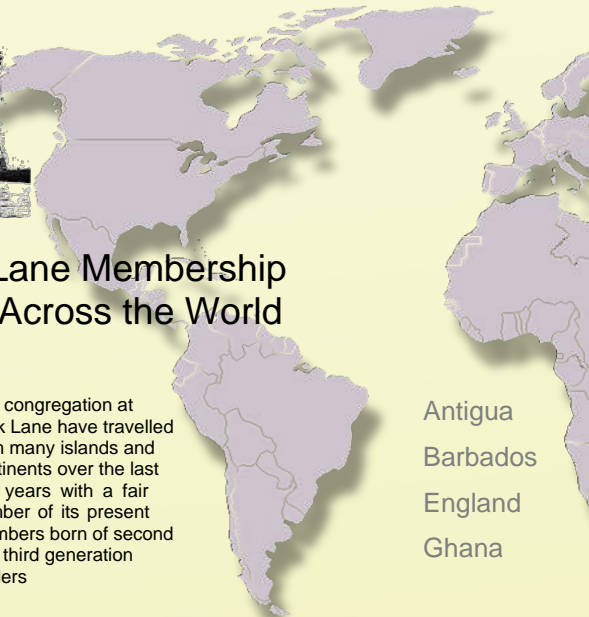 Lane Membership
Across the World
congregation at
k Lane have travelled
many islands and
tinents over the last
years with a fair
ber of its present
mbers born of second
third generation
ers
Antigua
Barbados
England
Ghana